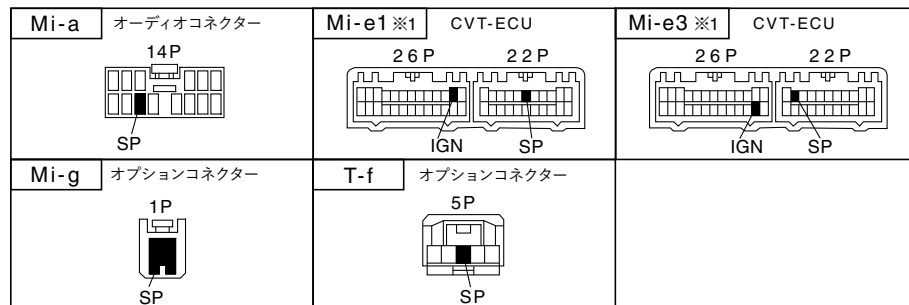 Mi-a オーディオコネクター
14P
SP
Mi-e1 ※1 CVT-ECU
26P 22P
IGN SP
Mi-e3 ※1 CVT-ECU
26P 22P
IGN SP
Mi-g オプションコネクター
1P
SP
T-f オプションコネクター
5P
SP